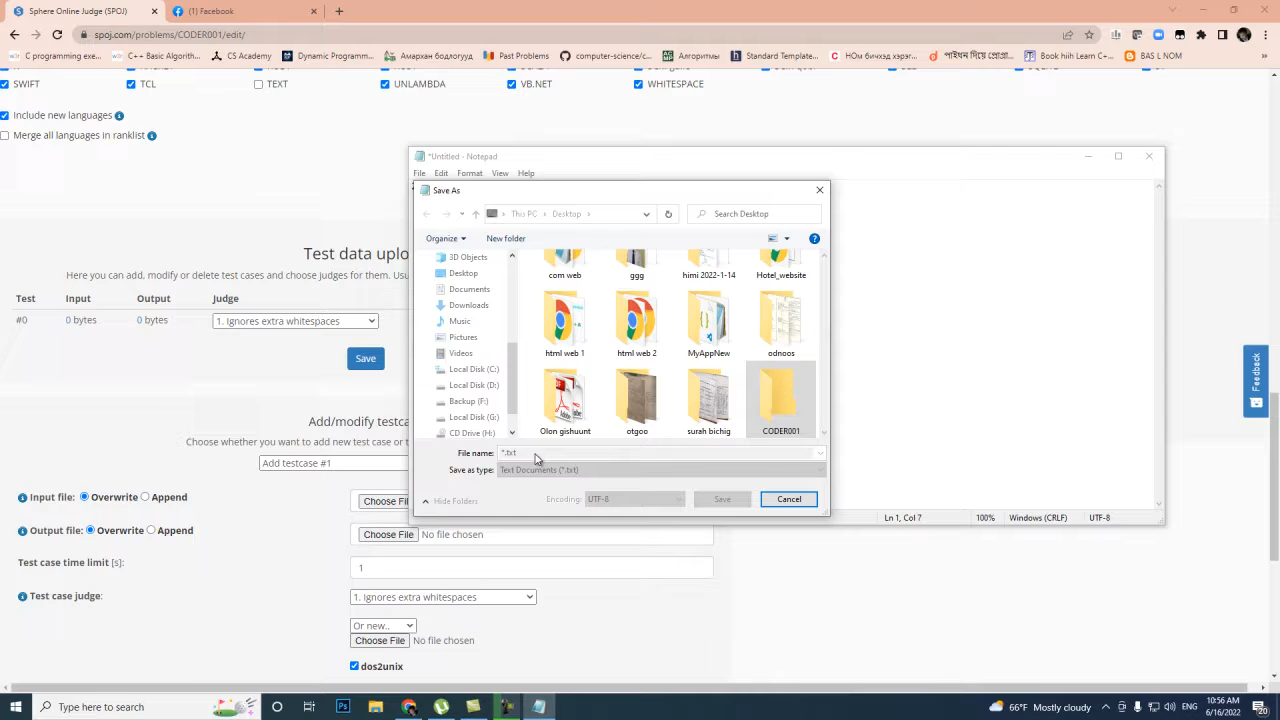 Sphere Online Judge (SPOJ)
(1) Facebook
spoj.com/problems/CODER001/edit/
C programming exe...
C++ Basic Algorith...
CS Academy
Dynamic Programm...
Амархан бодлогууд
Past Problems
computer-science/c...
Алгоритмы
Standard Template...
НОм бичхэд хэрэг...
Book hiih Learn C+...
BAS L NOM
SWIFT
TCL
TEXT
UNLAMBDA
VB.NET
WHITESPACE
Include new languages
Merge all languages in ranklist
*Untitled - Notepad
File Edit Format View Help
Save As
This PC > Desktop >
Search Desktop
Organize
New folder
3D Objects
Desktop
Documents
Downloads
Music
Pictures
Videos
Local Disk (C:)
Local Disk (D:)
Backup (F:)
Local Disk (G:)
CD Drive (H:)
com web
ggg
himi 2022-1-14
Hotel_website
html web 1
html web 2
MyAppNew
odnoos
Olon gishuunt
otgoo
surah bichig
CODER001
File name: *.txt
Save as type: Text Documents (*.txt)
Hide Folders
Encoding: UTF-8
Save
Cancel
Ln 1, Col 7
100%
Windows (CRLF)
UTF-8
Test data uplo
Here you can add, modify or delete test cases and choose judges for them. Usu
Test Input Output Judge
#0 0 bytes 0 bytes 1. Ignores extra whitespaces
Save
Add/modify testca
Choose whether you want to add new test case or t
Add testcase #1
Input file: Overwrite Append
Choose Fil
Output file: Overwrite Append
Choose File No file chosen
Test case time limit [s]:
1
Test case judge:
1. Ignores extra whitespaces
Or new..
Choose File No file chosen
dos2unix
Feedback
Type here to search
66°F Mostly cloudy
ENG
10:56 AM
6/16/2022
20